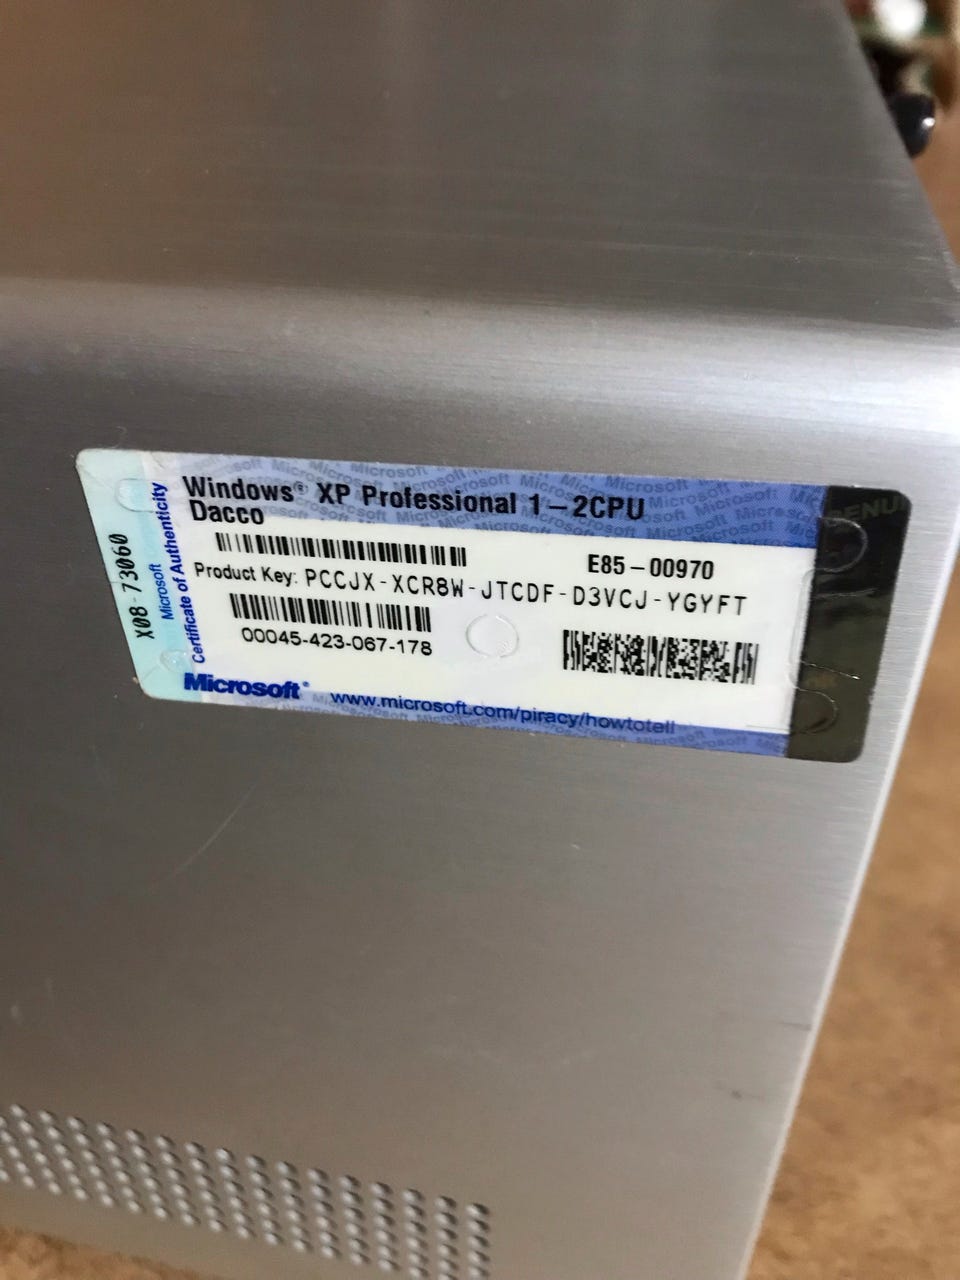 Windows® XP Professional 1-2CPU
Dacco
E85-00970
Product Key: PCCJX-XCR8W-JTCDF-D3VCJ-YGYFT
00045-423-067-178
Microsoft®
www.microsoft.com/piracy/howtotell
X08-73060
Microsoft
Certificate of Authenticity